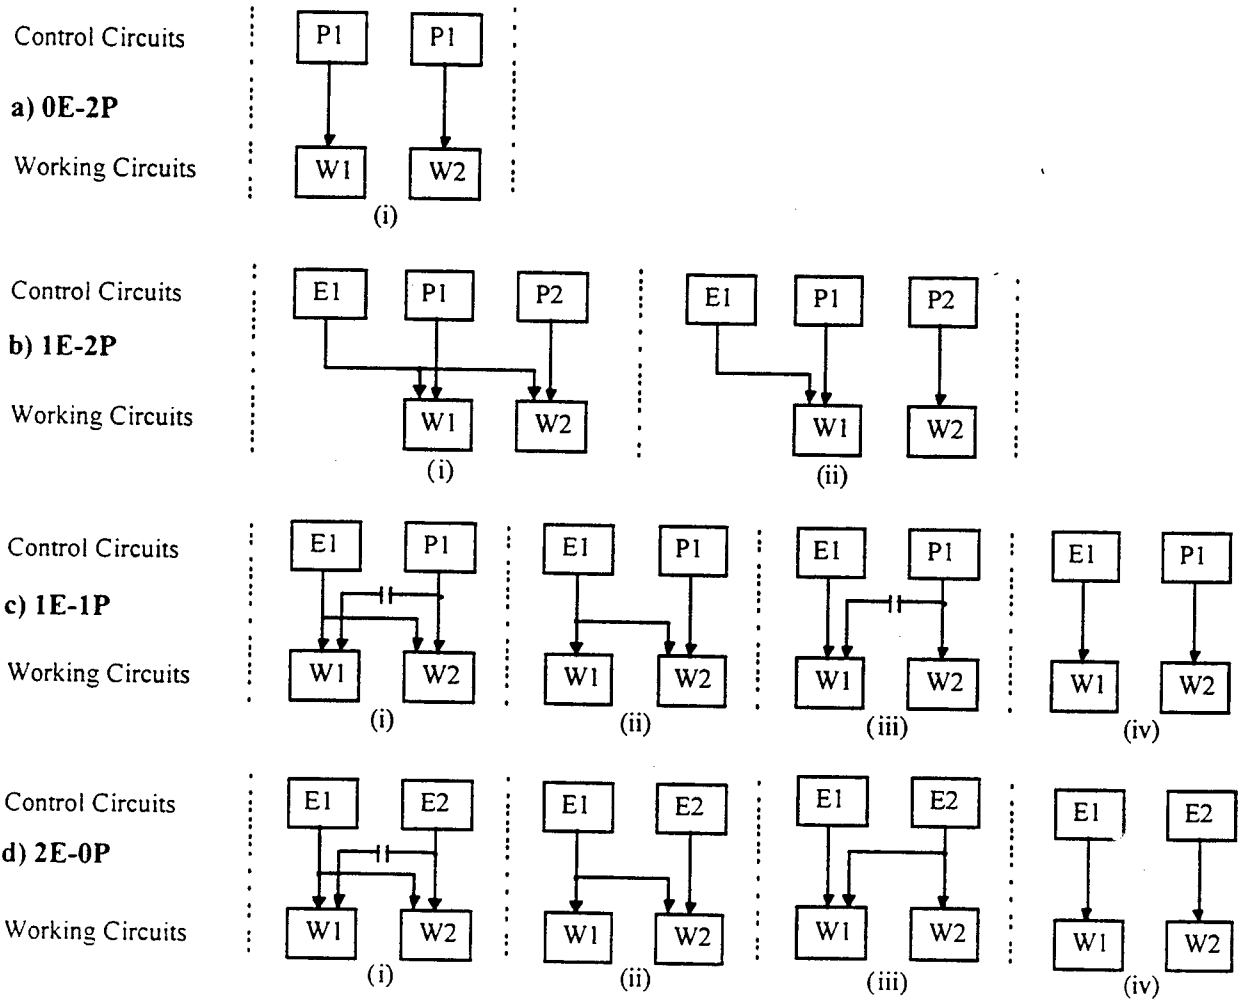 Control Circuits P1 P1
a) 0E-2P
Working Circuits W1 W2
(i)
Control Circuits E1 P1 P2 E1 P1 P2
b) 1E-2P
Working Circuits W1 W2 W1 W2
(i) (ii)
Control Circuits E1 P1 E1 P1 E1 P1 E1 P1
c) 1E-1P
Working Circuits W1 W2 W1 W2 W1 W2 W1 W2
(i) (ii) (iii) (iv)
Control Circuits E1 E2 E1 E2 E1 E2 E1 E2
d) 2E-0P
Working Circuits W1 W2 W1 W2 W1 W2 W1 W2
(i) (ii) (iii) (iv)